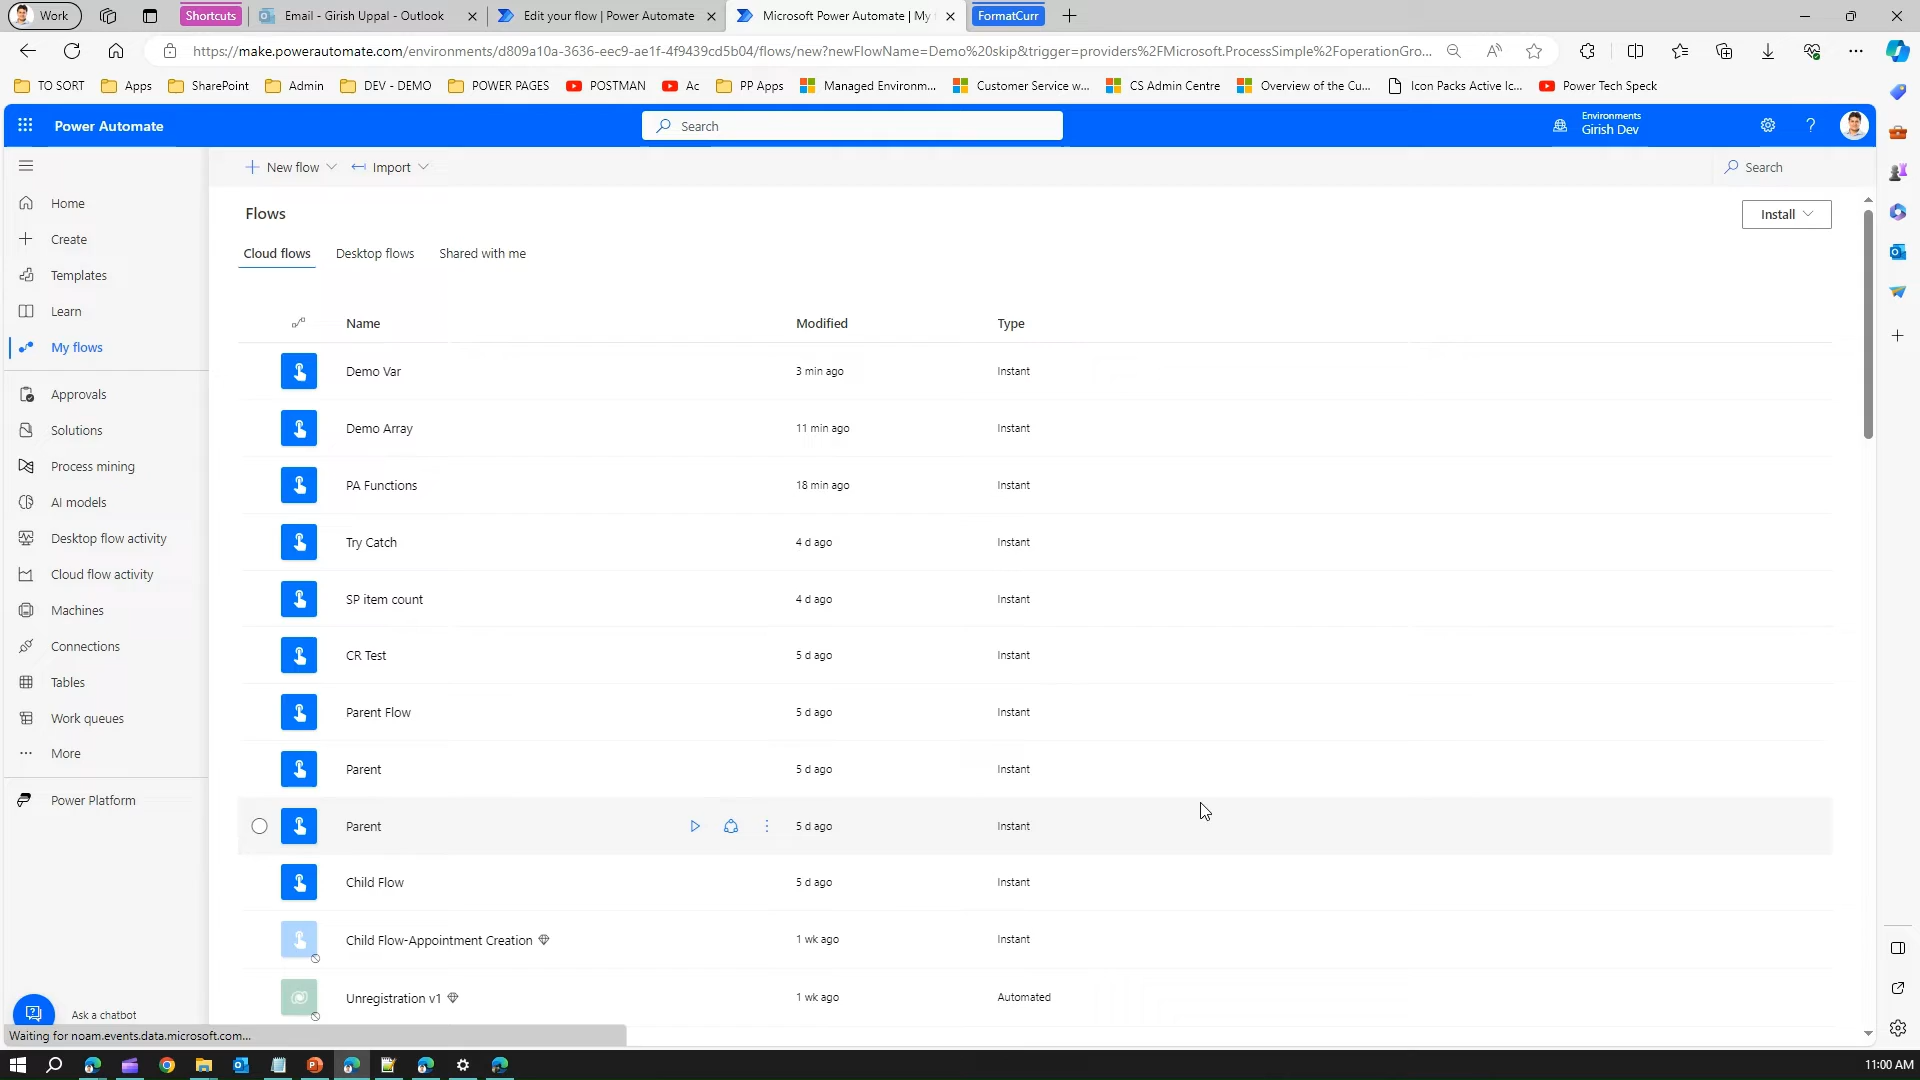 Work
Shortcuts
Email - Girish Uppal - Outlook
Edit your flow | Power Automate
Microsoft Power Automate | My
FormatCurr
https://make.powerautomate.com/environments/d809a10a-3636-eec9-ae1f-4f9439cd5b04/flows/new?newFlowName=Demo%20skip&trigger=providers%2FMicrosoft.ProcessSimple%2FoperationGro...
TO SORT
Apps
SharePoint
Admin
DEV - DEMO
POWER PAGES
POSTMAN
Ac
PP Apps
Managed Environm...
Customer Service w...
CS Admin Centre
Overview of the Cu...
Icon Packs Active Ic...
Power Tech Speck
Power Automate
Search
Environments
Girish Dev
New flow
Import
Search
Home
Create
Templates
Learn
My flows
Approvals
Solutions
Process mining
AI models
Desktop flow activity
Cloud flow activity
Machines
Connections
Tables
Work queues
More
Power Platform
Ask a chatbot
Flows
Install
Cloud flows
Desktop flows
Shared with me
Name Modified Type
Demo Var 3 min ago Instant
Demo Array 11 min ago Instant
PA Functions 18 min ago Instant
Try Catch 4 d ago Instant
SP item count 4 d ago Instant
CR Test 5 d ago Instant
Parent Flow 5 d ago Instant
Parent 5 d ago Instant
Parent 5 d ago Instant
Child Flow 5 d ago Instant
Child Flow-Appointment Creation 1 wk ago Instant
Unregistration v1 1 wk ago Automated
Waiting for noam.events.data.microsoft.com...
11:00 AM